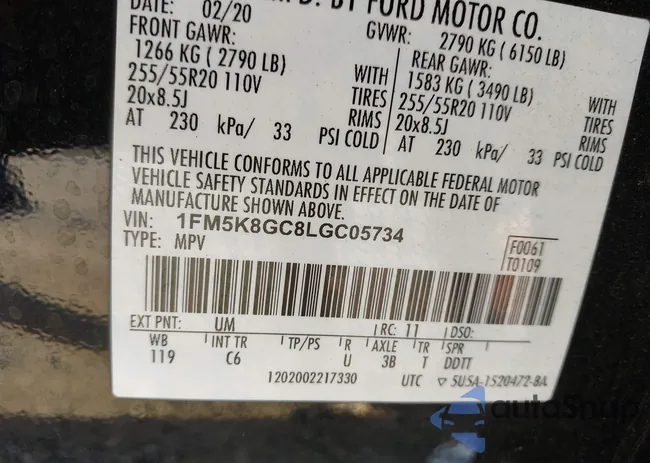 DATE: 02/20
BY FORD MOTOR CO.
FRONT GAWR:
GVWR: 2790 KG (6150 LB)
1266 KG (2790 LB)
REAR GAWR:
255/55R20 110V WITH
1583 KG (3490 LB)
20x8.5J TIRES
255/55R20 110V WITH
RIMS
20x8.5J TIRES
AT 230 kPa/ 33 PSI COLD
RIMS
AT 230 kPa/ 33 PSI COLD
THIS VEHICLE CONFORMS TO ALL APPLICABLE FEDERAL MOTOR
VEHICLE SAFETY STANDARDS IN EFFECT ON THE DATE OF
MANUFACTURE SHOWN ABOVE.
VIN: 1FM5K8GC8LGC05734
TYPE: MPV
F0061
T0109
EXT PNT: UM RC: 11 DSO:
WB INT TR TP/PS R AXLE TR SPR
119 C6 U 3B T DDTT
1202002217330 UTC 5USA-1520472-BA
autoSnap